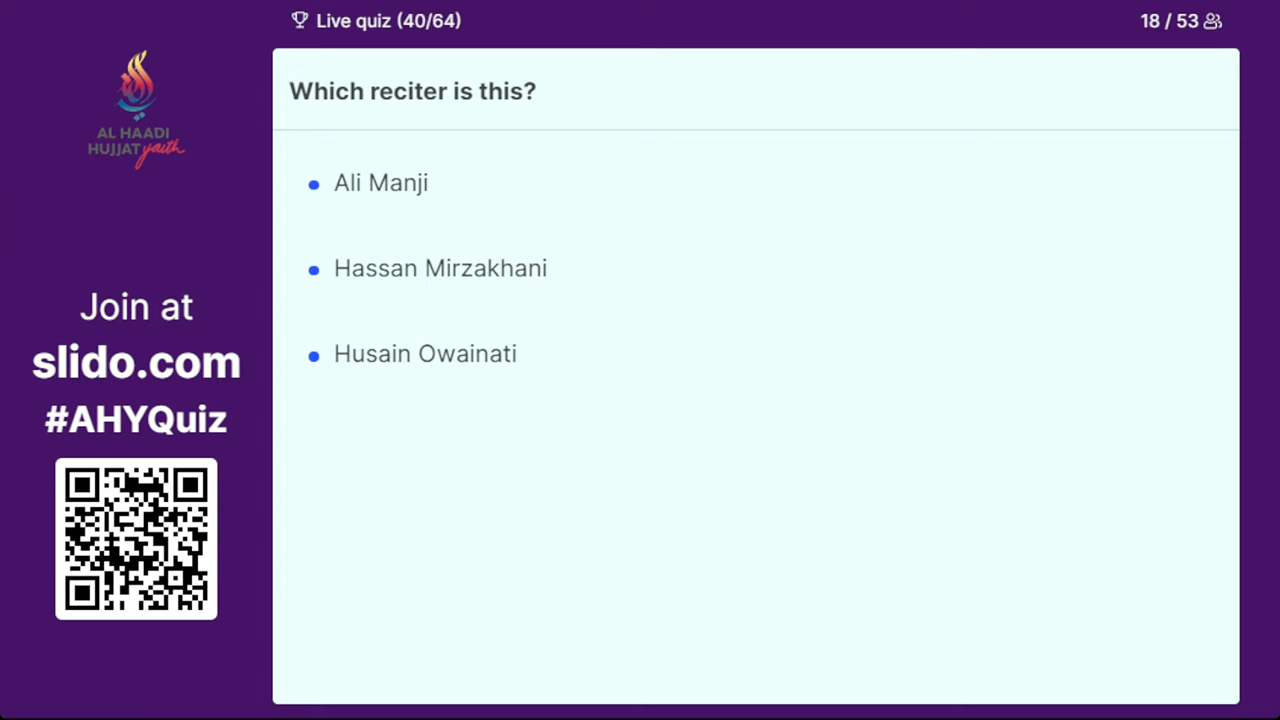 Live quiz (40/64)
18 / 53
AL HAADI
HUJJAT youth
Which reciter is this?
Ali Manji
Hassan Mirzakhani
Husain Owainati
Join at
slido.com
#AHYQuiz